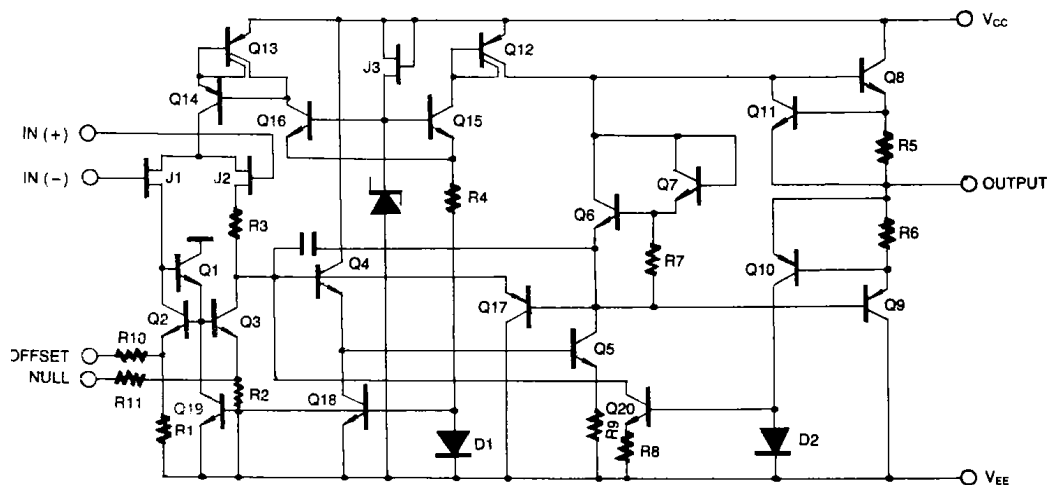 VCC
Q13
Q12
J3
Q8
Q14
Q11
Q16
Q15
IN (+)
R5
IN (−)
J1
J2
Q7
OUTPUT
R4
Q6
R3
R6
Q1
Q4
R7
Q10
Q17
Q9
Q2
Q3
R10
Q5
OFFSET
NULL
R2
R11
Q19
Q18
Q20
R1
D1
R9
R8
D2
VEE